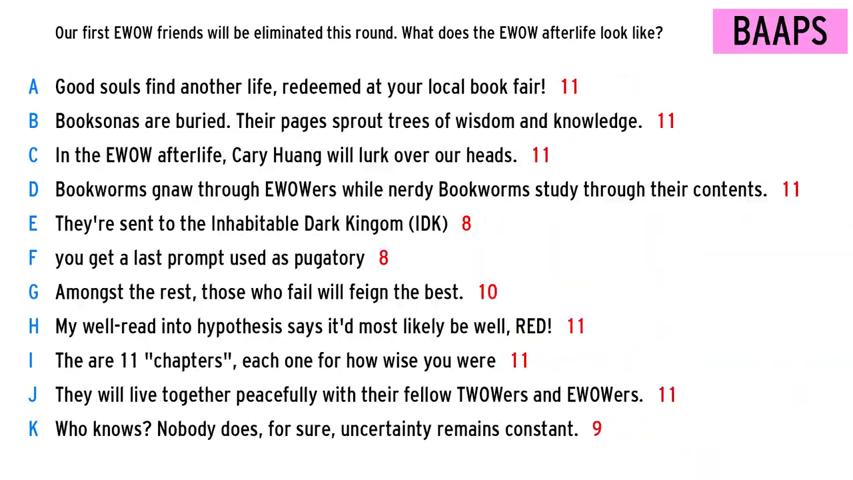 Our first EWOW friends will be eliminated this round. What does the EWOW afterlife look like?
BAAPS
A Good souls find another life, redeemed at your local book fair! 11
B Booksonas are buried. Their pages sprout trees of wisdom and knowledge. 11
C In the EWOW afterlife, Cary Huang will lurk over our heads. 11
D Bookworms gnaw through EWOWers while nerdy Bookworms study through their contents. 11
E They're sent to the Inhabitable Dark Kingom (IDK) 8
F you get a last prompt used as pugatory 8
G Amongst the rest, those who fail will feign the best. 10
H My well-read into hypothesis says it'd most likely be well, RED! 11
I The are 11 "chapters", each one for how wise you were 11
J They will live together peacefully with their fellow TWOWers and EWOWers. 11
K Who knows? Nobody does, for sure, uncertainty remains constant. 9